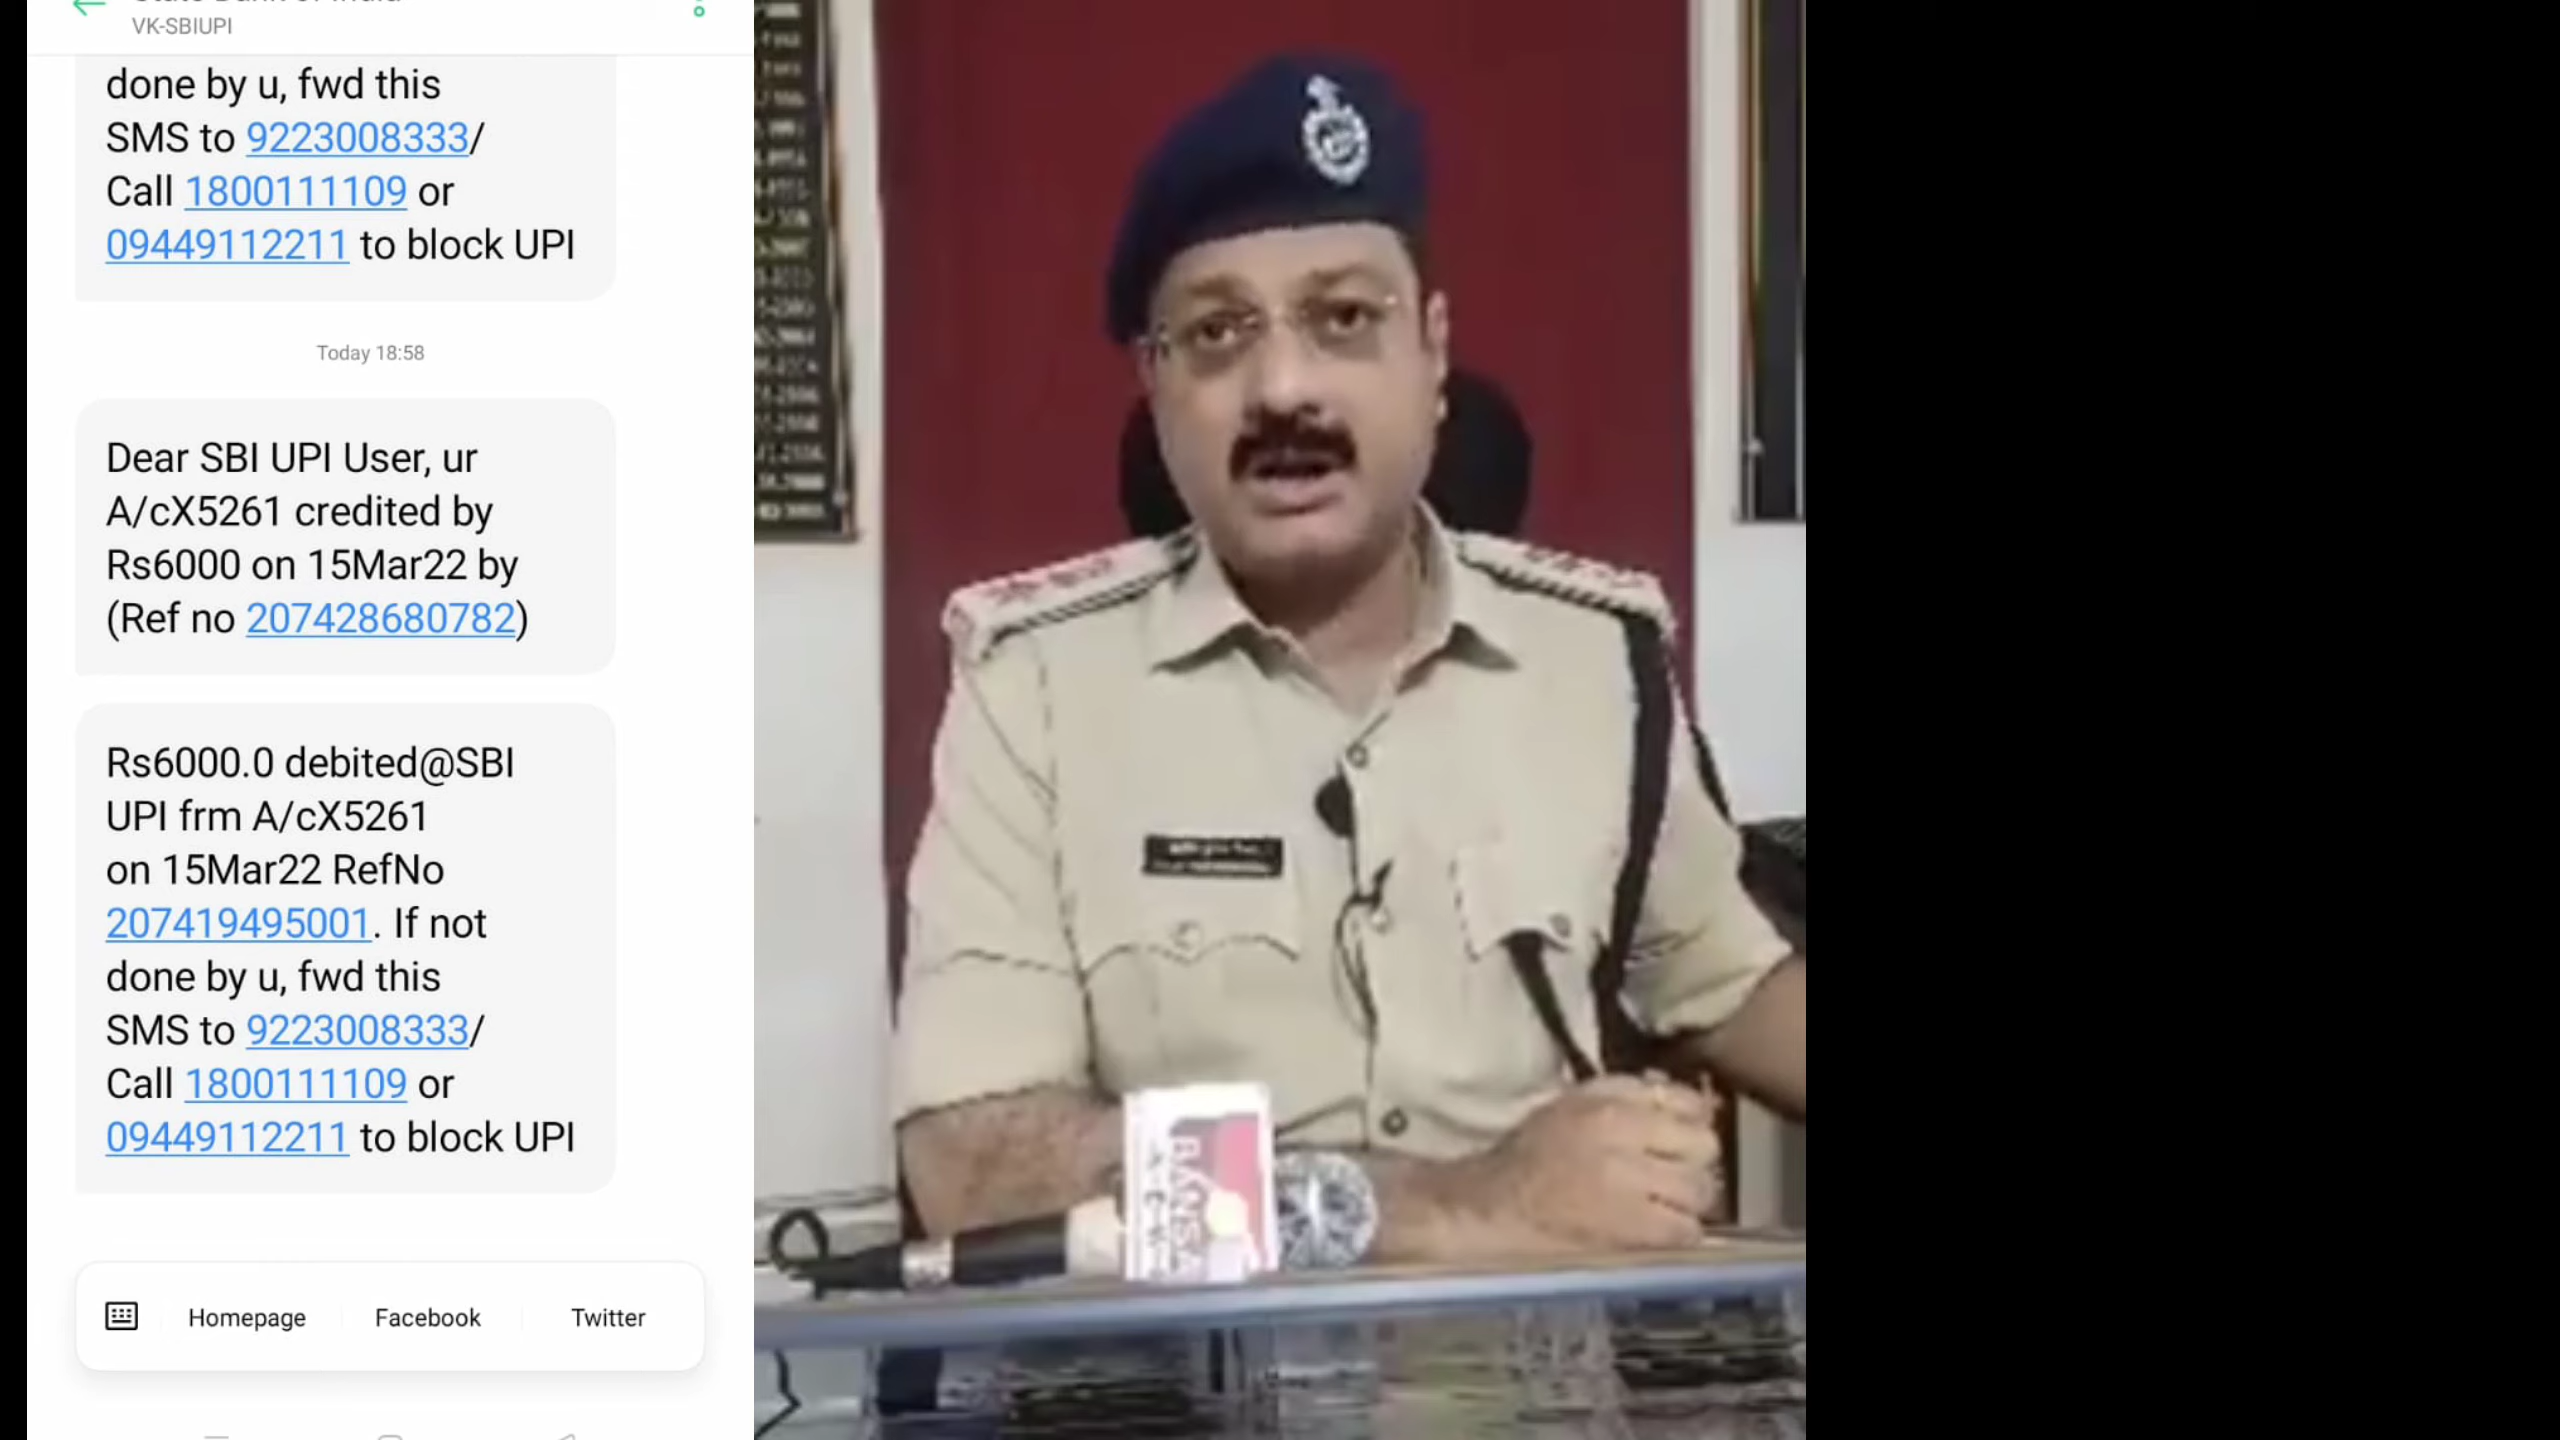 VK-SBIUPI
done by u, fwd this
SMS to 9223008333/
Call 1800111109 or
09449112211 to block UPI
Today 18:58
Dear SBI UPI User, ur
A/cX5261 credited by
Rs6000 on 15Mar22 by
(Ref no 207428680782)
Rs6000.0 debited@SBI
UPI frm A/cX5261
on 15Mar22 RefNo
207419495001. If not
done by u, fwd this
SMS to 9223008333/
Call 1800111109 or
09449112211 to block UPI
Homepage
Facebook
Twitter
BANSA